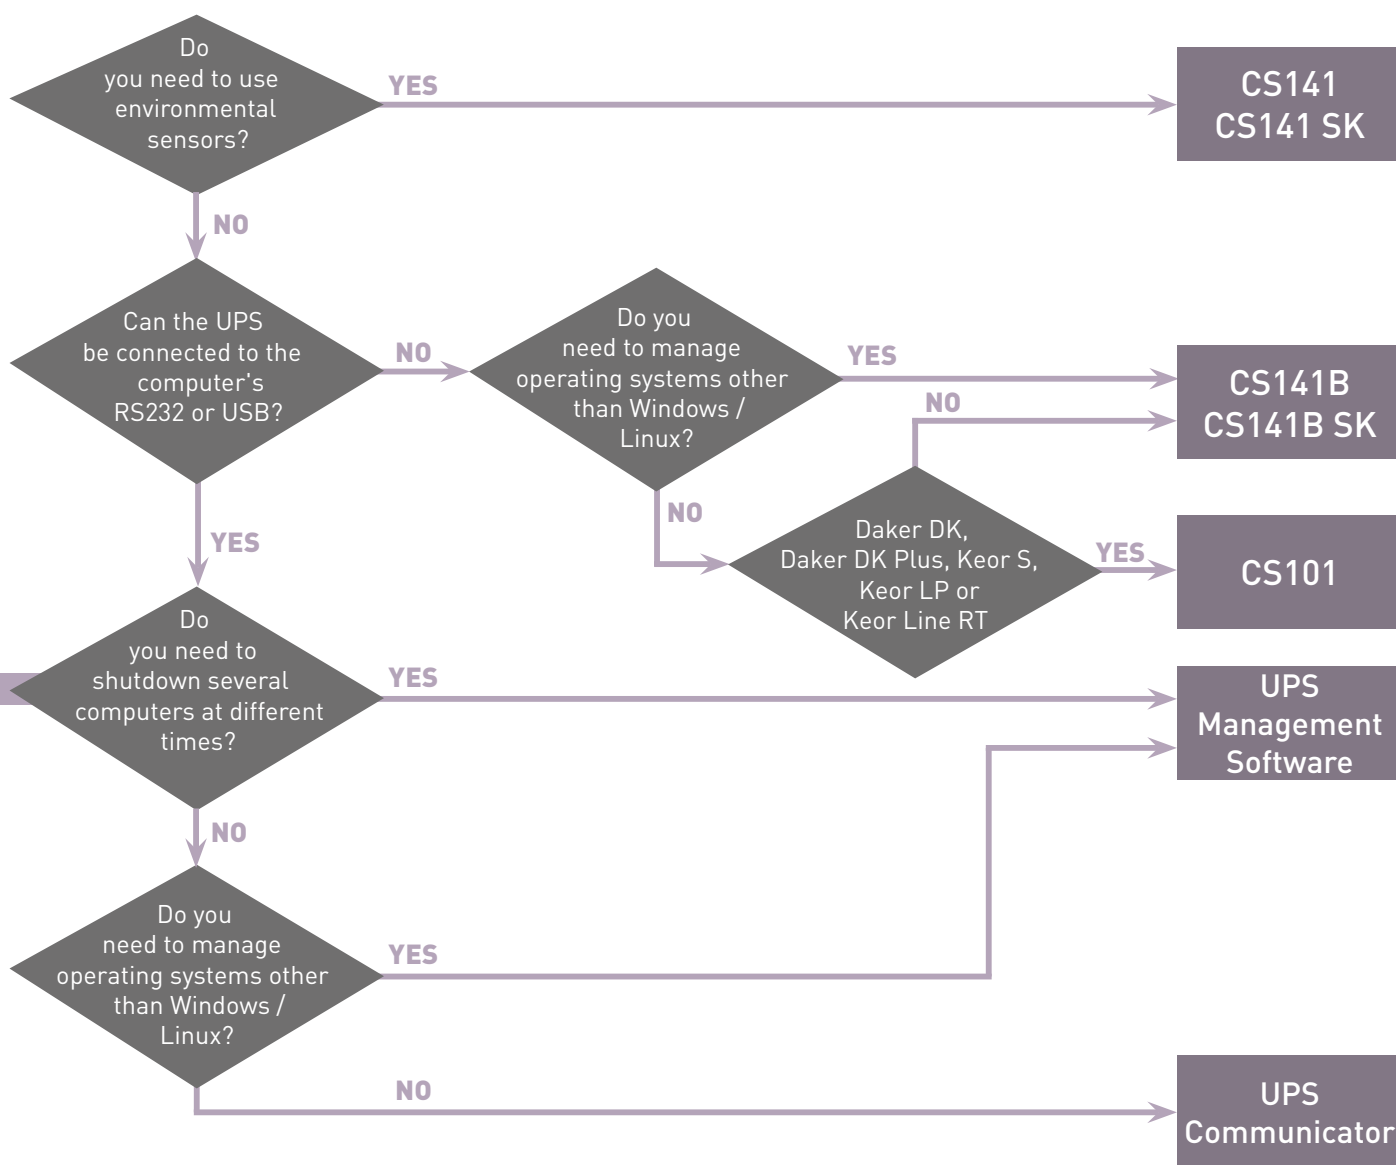 Do
you need to use
environmental
sensors?
YES
CS141
CS141 SK
NO
Can the UPS
be connected to the
computer's
RS232 or USB?
NO
Do you
need to manage
operating systems other
than Windows /
Linux?
YES
CS141B
CS141B SK
NO
NO
Daker DK,
Daker DK Plus, Keor S,
Keor LP or
Keor Line RT
YES
CS101
YES
Do
you need to
shutdown several
computers at different
times?
YES
UPS
Management
Software
NO
Do you
need to manage
operating systems other
than Windows /
Linux?
YES
NO
UPS
Communicator